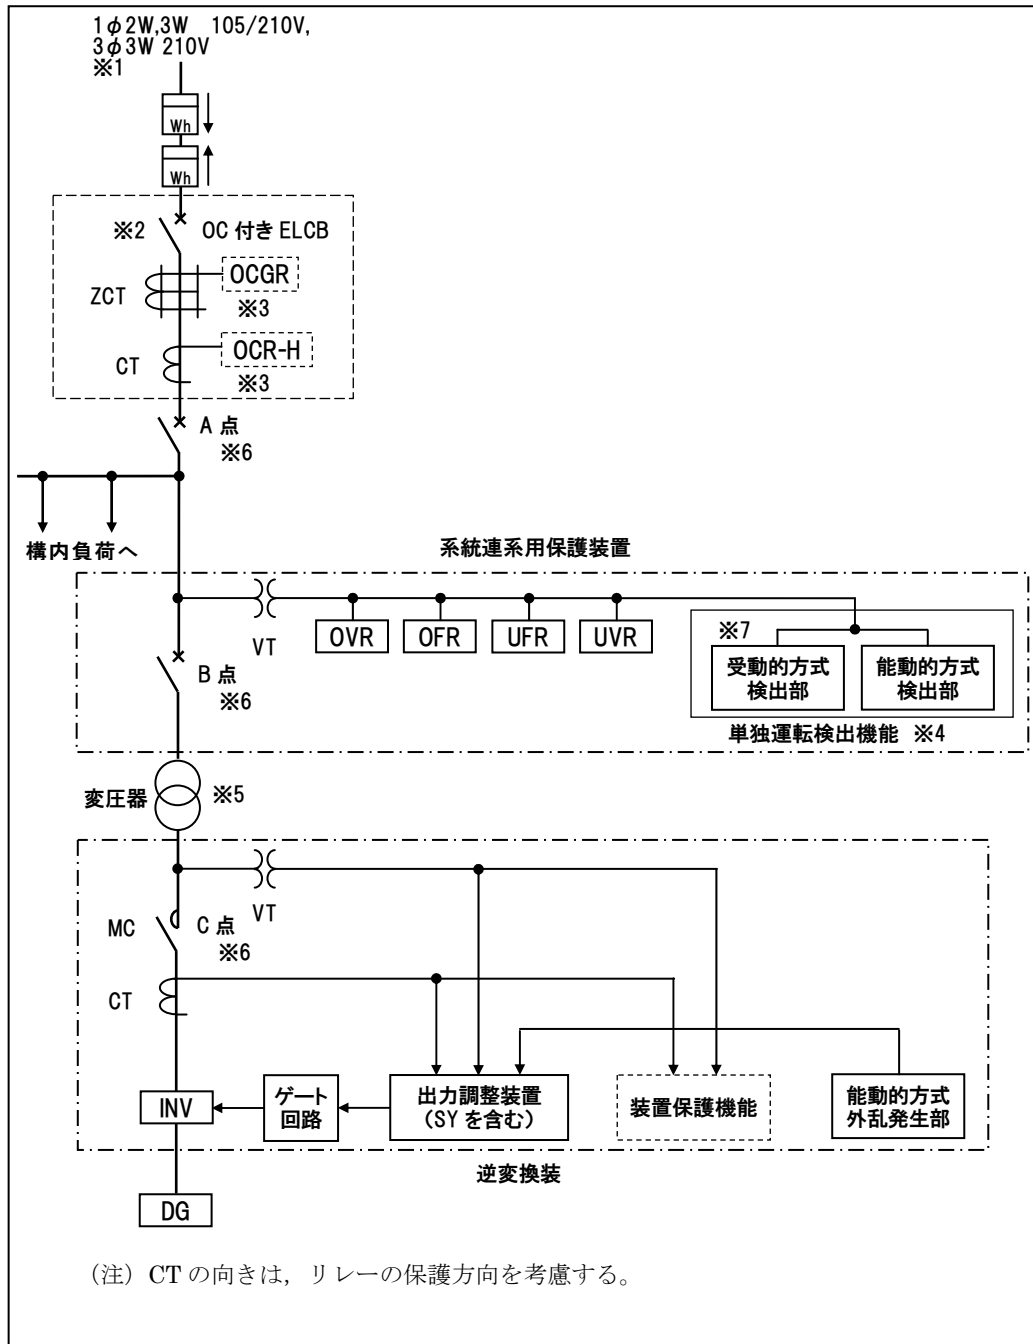 1φ2W,3W 105/210V,
3φ3W 210V
※1
Wh
Wh
※2
OC 付き ELCB
ZCT
OCGR
※3
CT
OCR-H
※3
A 点
※6
構内負荷へ
系統連系用保護装置
VT
OVR
OFR
UFR
UVR
※7
受動的方式
検出部
能動的方式
検出部
単独運転検出機能 ※4
B 点
※6
変圧器
※5
VT
MC
C 点
※6
CT
INV
ゲート
回路
出力調整装置
(SY を含む)
装置保護機能
能動的方式
外乱発生部
逆変換装
DG
（注）CT の向きは，リレーの保護方向を考慮する。